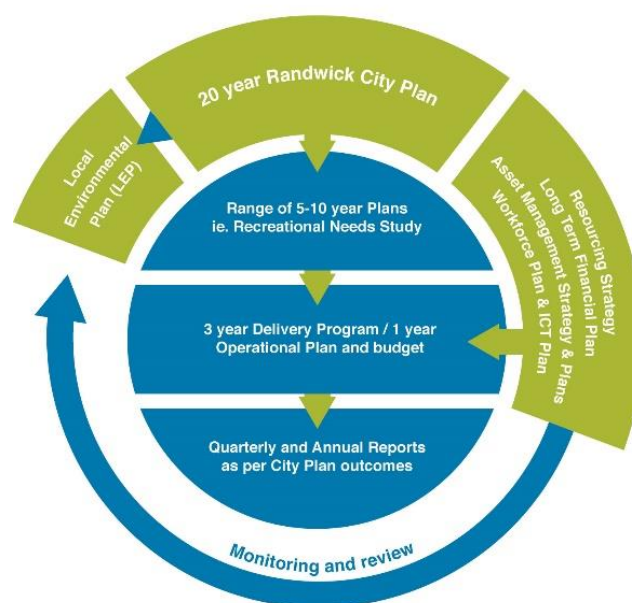 20 year Randwick City Plan
Local
Environmental
Plan (LEP)
Range of 5-10 year Plans
ie. Recreational Needs Study
Resourcing Strategy
Long Term Financial Plan
Asset Management Strategy & Plans
Workforce Plan & ICT Plan
3 year Delivery Program / 1 year
Operational Plan and budget
Quarterly and Annual Reports
as per City Plan outcomes
Monitoring and review